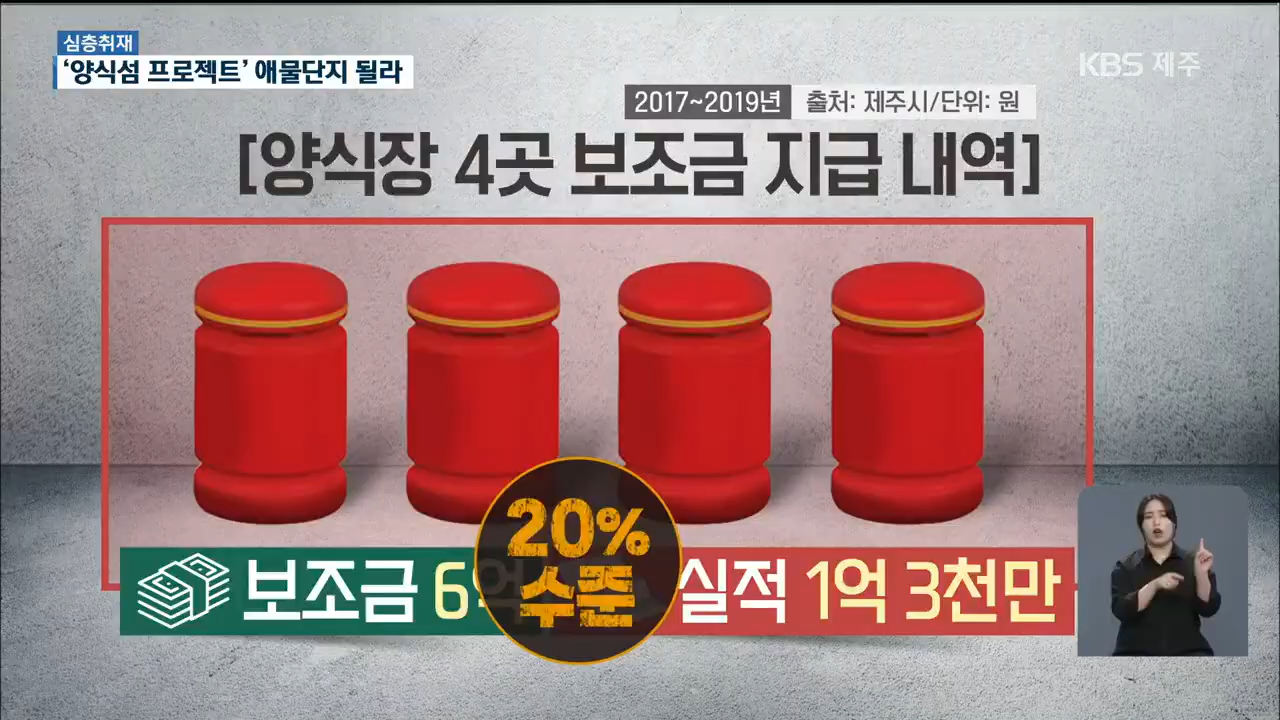 심층취재
‘양식섬 프로젝트’ 애물단지 될라
KBS 제주
2017~2019년 출처: 제주시/단위: 원
[양식장 4곳 보조금 지급 내역]
20%
수준
보조금 6억
실적 1억 3천만